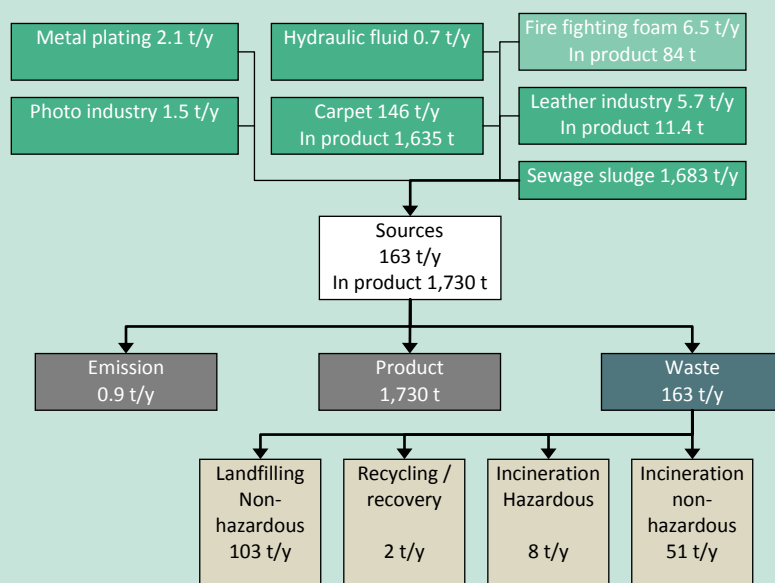 Metal plating 2.1 t/y
Hydraulic fluid 0.7 t/y
Fire fighting foam 6.5 t/y
In product 84 t
Photo industry 1.5 t/y
Carpet 146 t/y
In product 1,635 t
Leather industry 5.7 t/y
In product 11.4 t
Sewage sludge 1,683 t/y
Sources
163 t/y
In product 1,730 t
Emission
0.9 t/y
Product
1,730 t
Waste
163 t/y
Landfilling
Non-
hazardous
103 t/y
Recycling /
recovery
2 t/y
Incineration
Hazardous
8 t/y
Incineration
non-
hazardous
51 t/y